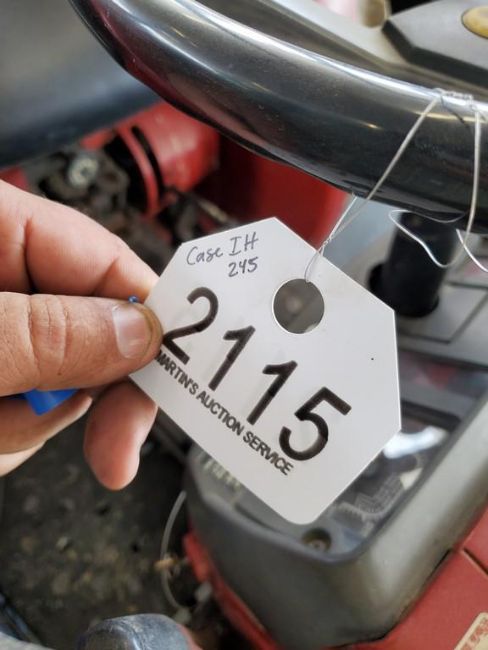 Case IH
245
2115
MARTIN'S AUCTION SERVICE